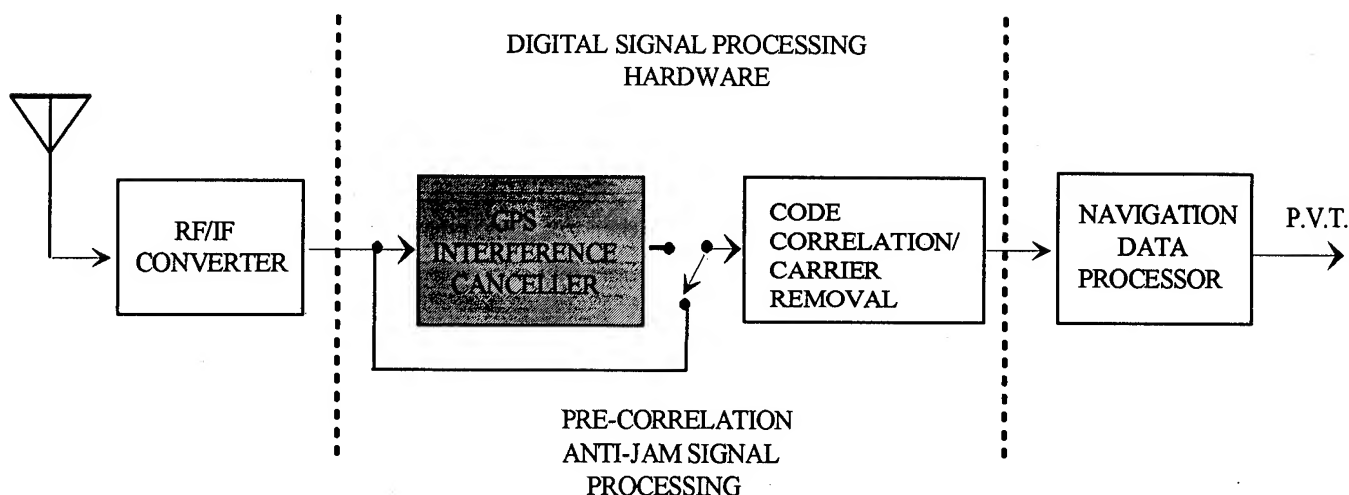 DIGITAL SIGNAL PROCESSING
HARDWARE
RF/IF
CONVERTER
GPS
INTERFERENCE
CANCELLER
CODE
CORRELATION/
CARRIER
REMOVAL
NAVIGATION
DATA
PROCESSOR
P.V.T.
PRE-CORRELATION
ANTI-JAM SIGNAL
PROCESSING